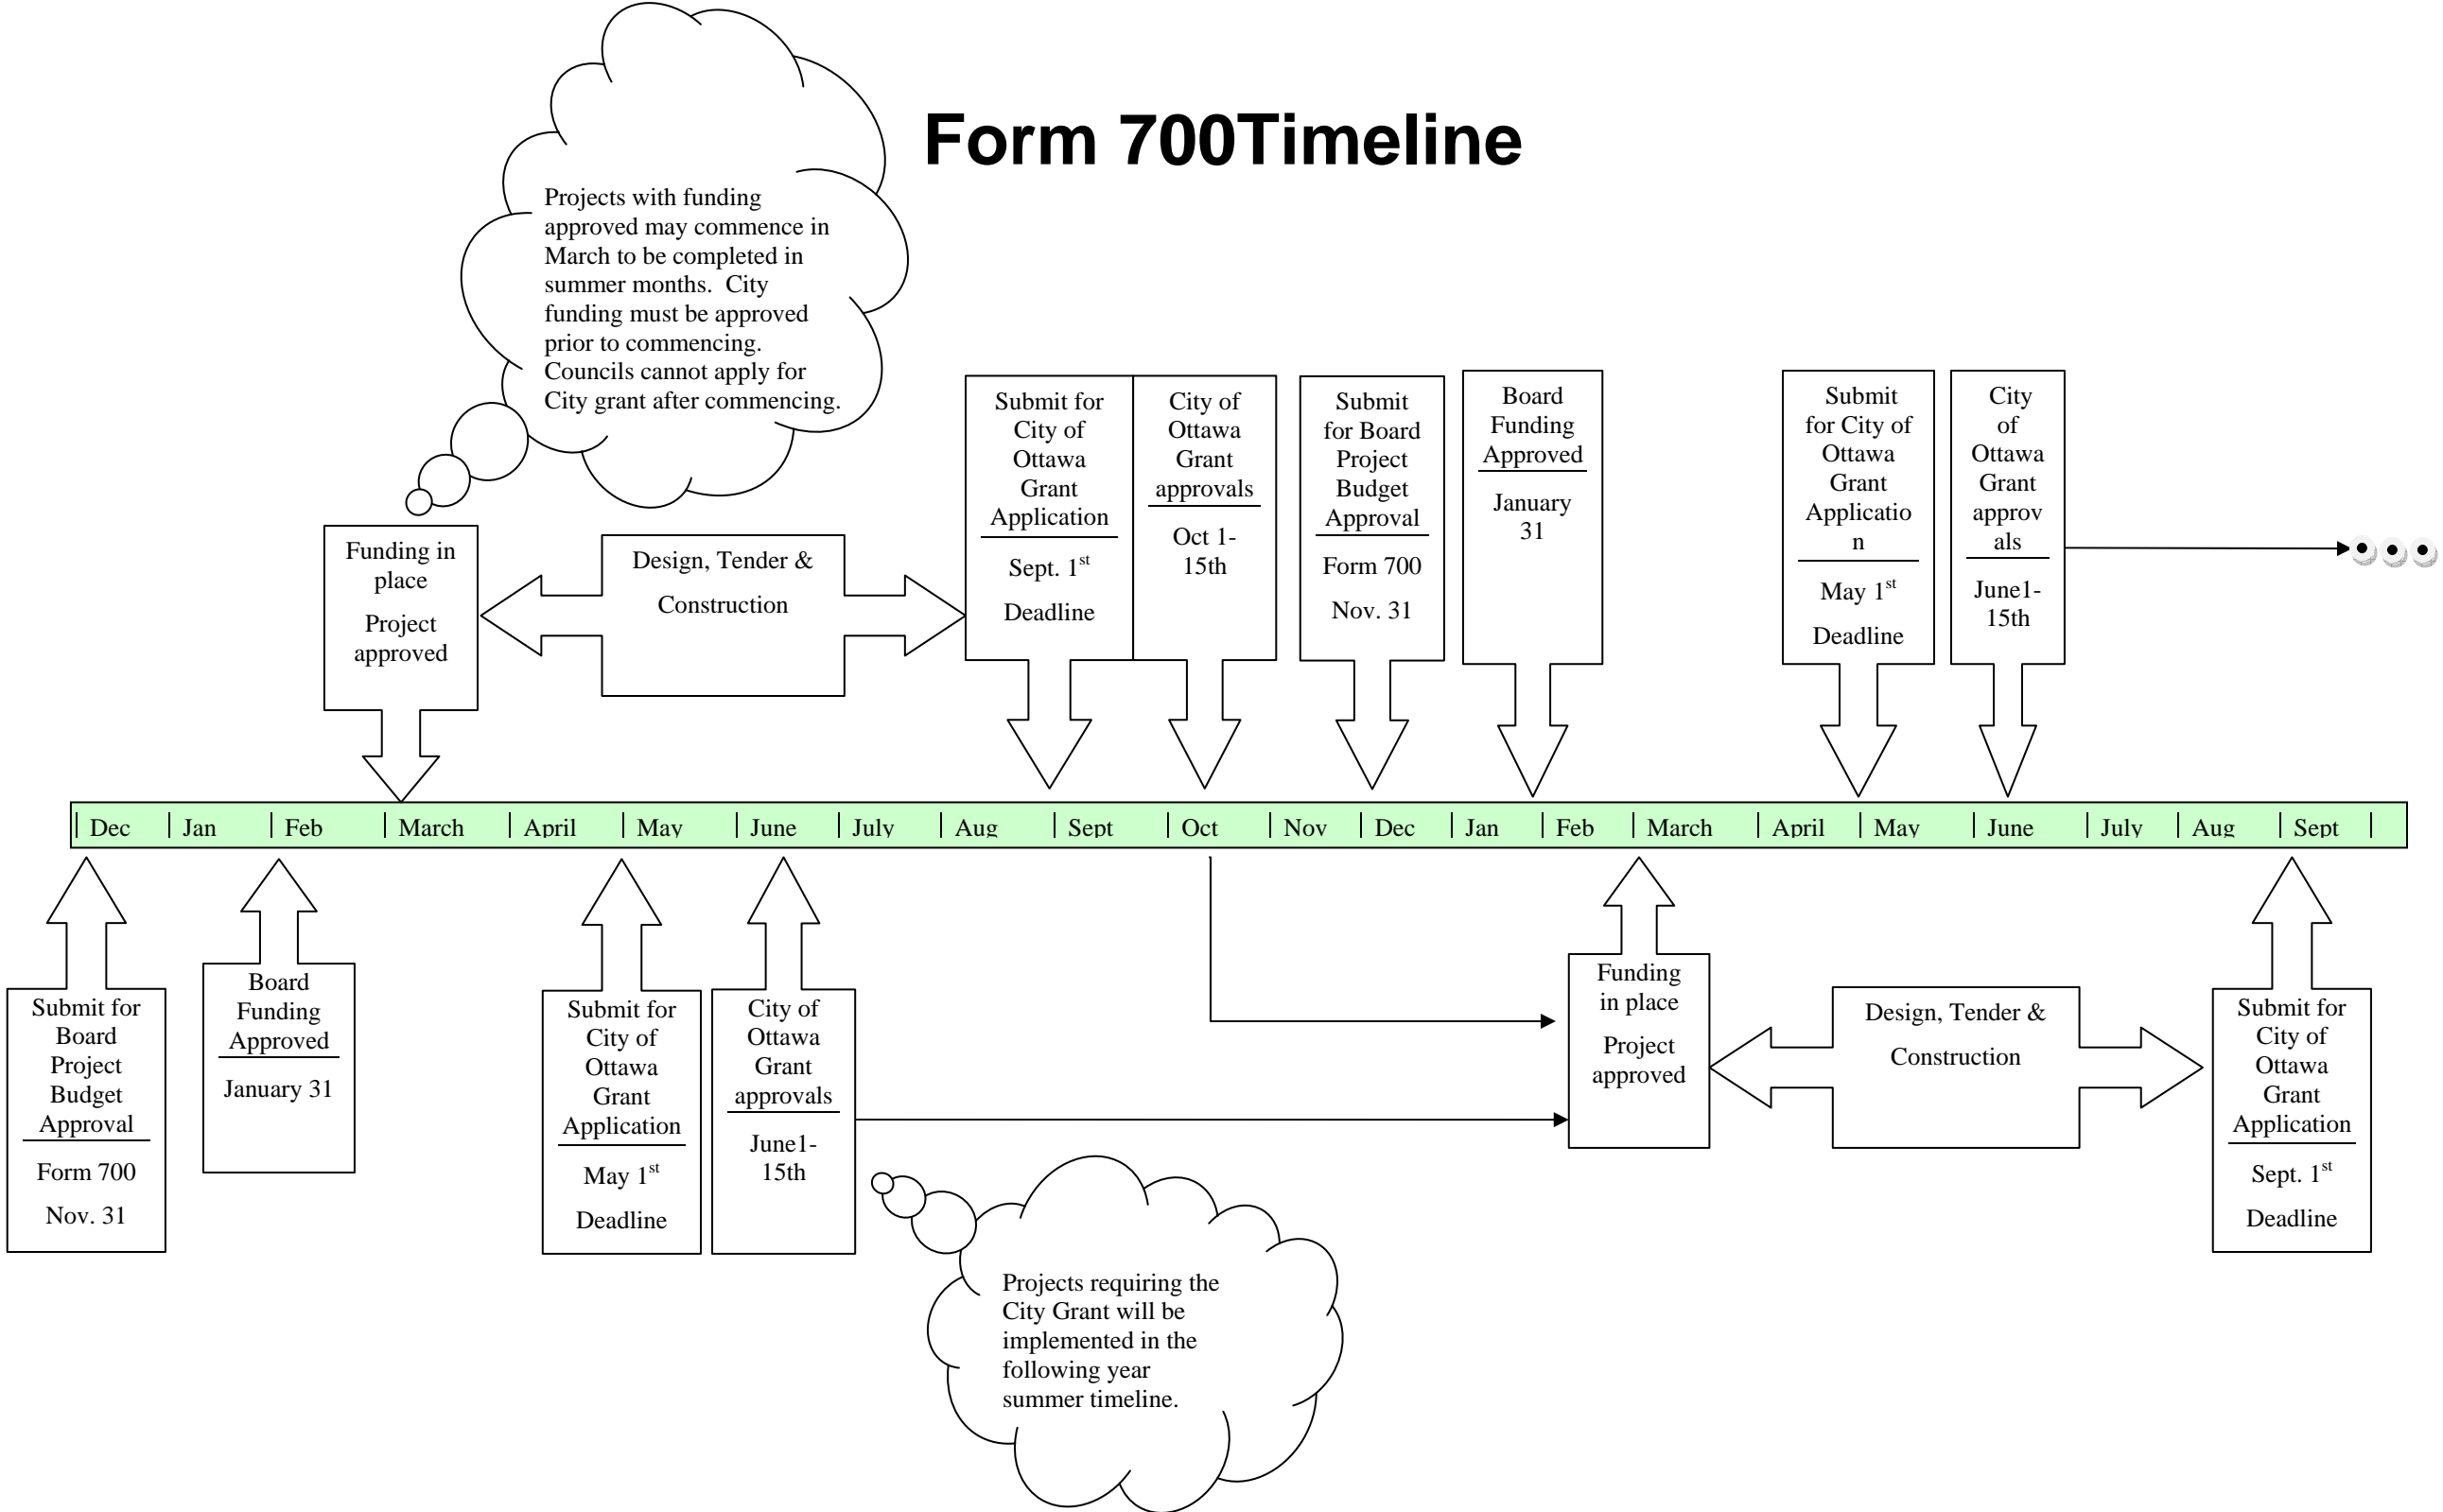 Form 700Timeline
Projects with funding
approved may commence in
March to be completed in
summer months.  City
funding must be approved
prior to commencing.
Councils cannot apply for
City grant after commencing.
Funding in
place
Project
approved
Design, Tender &
Construction
Submit for
City of
Ottawa
Grant
Application
Sept. 1st
Deadline
City of
Ottawa
Grant
approvals
Oct 1-
15th
Submit
for Board
Project
Budget
Approval
Form 700
Nov. 31
Board
Funding
Approved
January
31
Submit
for City of
Ottawa
Grant
Applicatio
n
May 1st
Deadline
City
of
Ottawa
Grant
approv
als
June1-
15th
| Dec | Jan | Feb | March | April | May | June | July | Aug | Sept | Oct | Nov | Dec | Jan | Feb | March | April | May | June | July | Aug | Sept |
Submit for
Board
Project
Budget
Approval
Form 700
Nov. 31
Board
Funding
Approved
January 31
Submit for
City of
Ottawa
Grant
Application
May 1st
Deadline
City of
Ottawa
Grant
approvals
June1-
15th
Projects requiring the
City Grant will be
implemented in the
following year
summer timeline.
Funding
in place
Project
approved
Design, Tender &
Construction
Submit for
City of
Ottawa
Grant
Application
Sept. 1st
Deadline